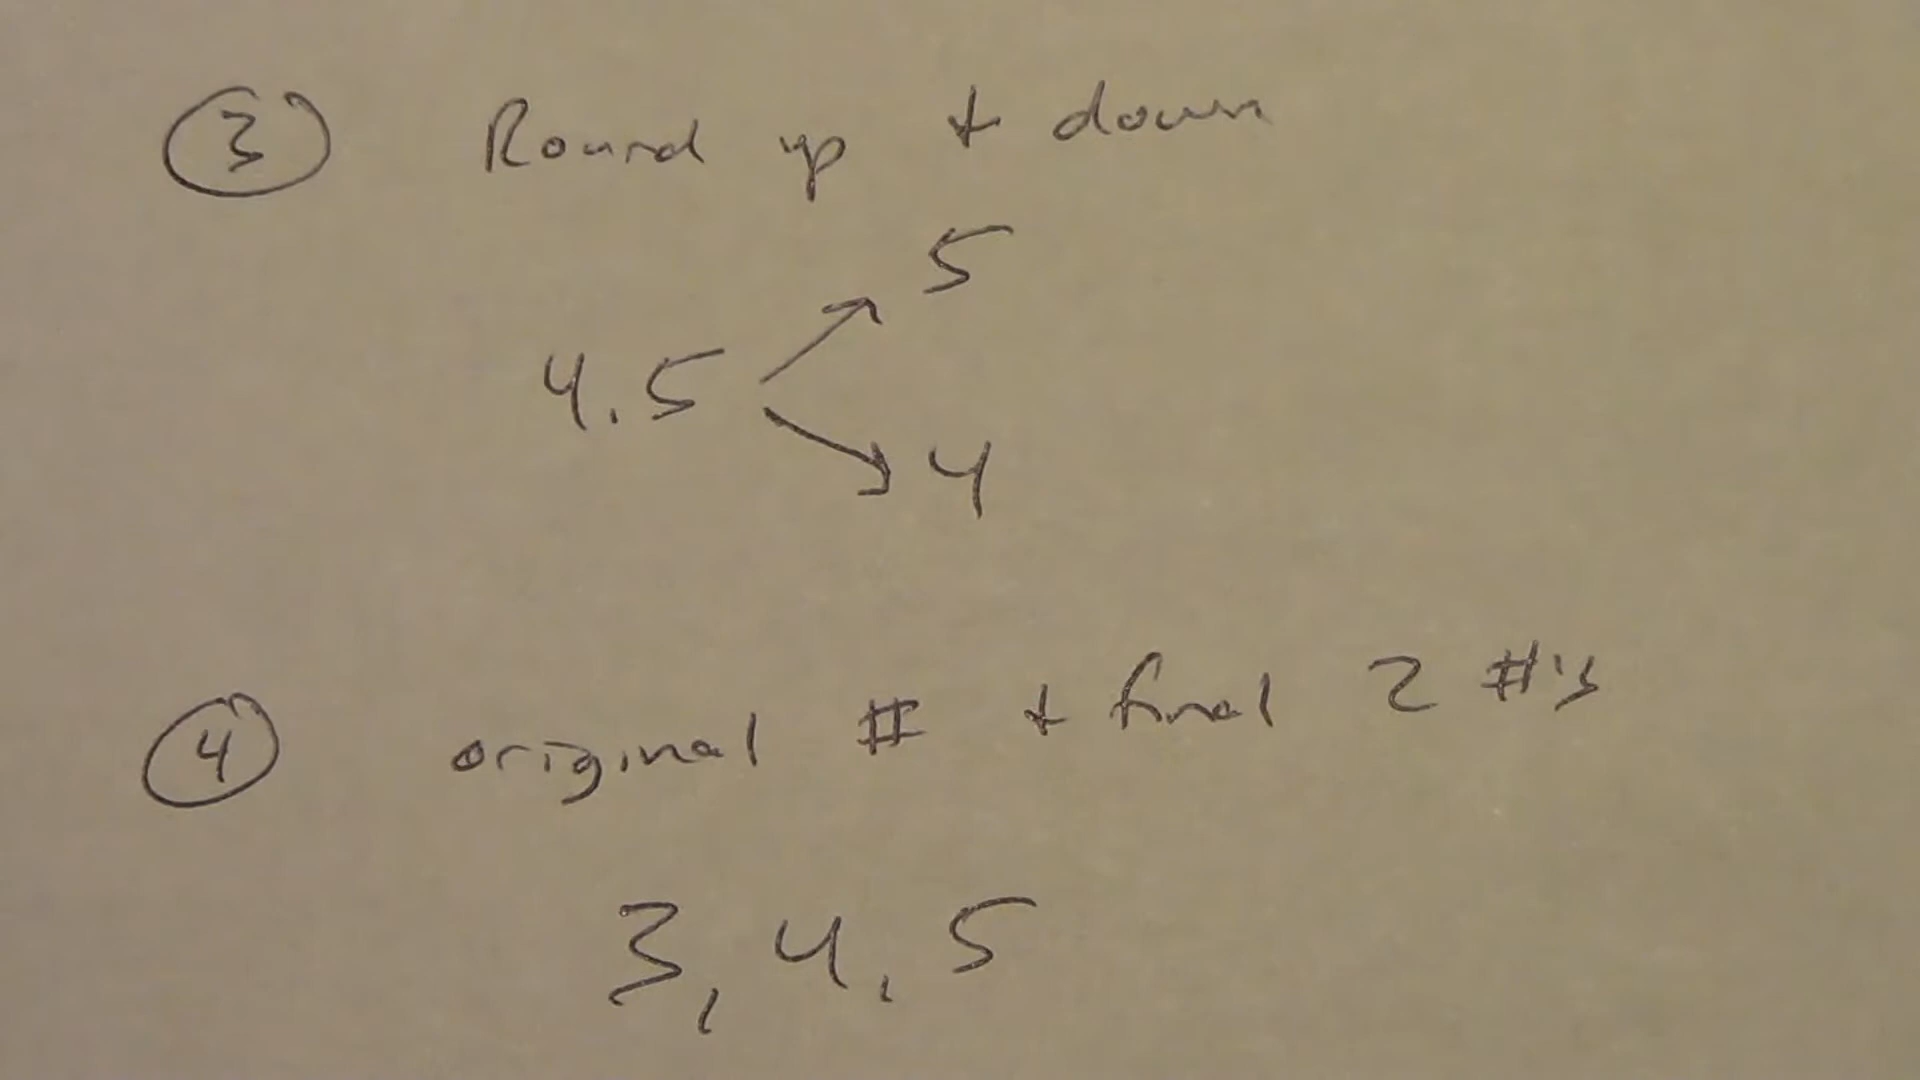 3 Round up + down
5
4.5
4
4 original # + final 2 #'s
3, 4, 5